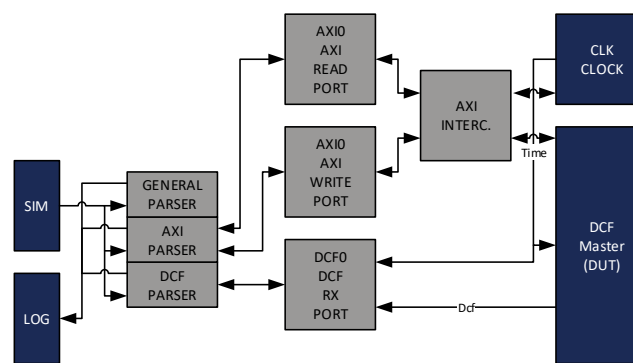 AXI0
AXI
READ
PORT
CLK
CLOCK
AXI
INTERC.
AXI0
AXI
WRITE
PORT
Time
GENERAL
PARSER
SIM
AXI
PARSER
DCF
PARSER
DCF0
DCF
RX
PORT
DCF
Master
(DUT)
Dcf
LOG